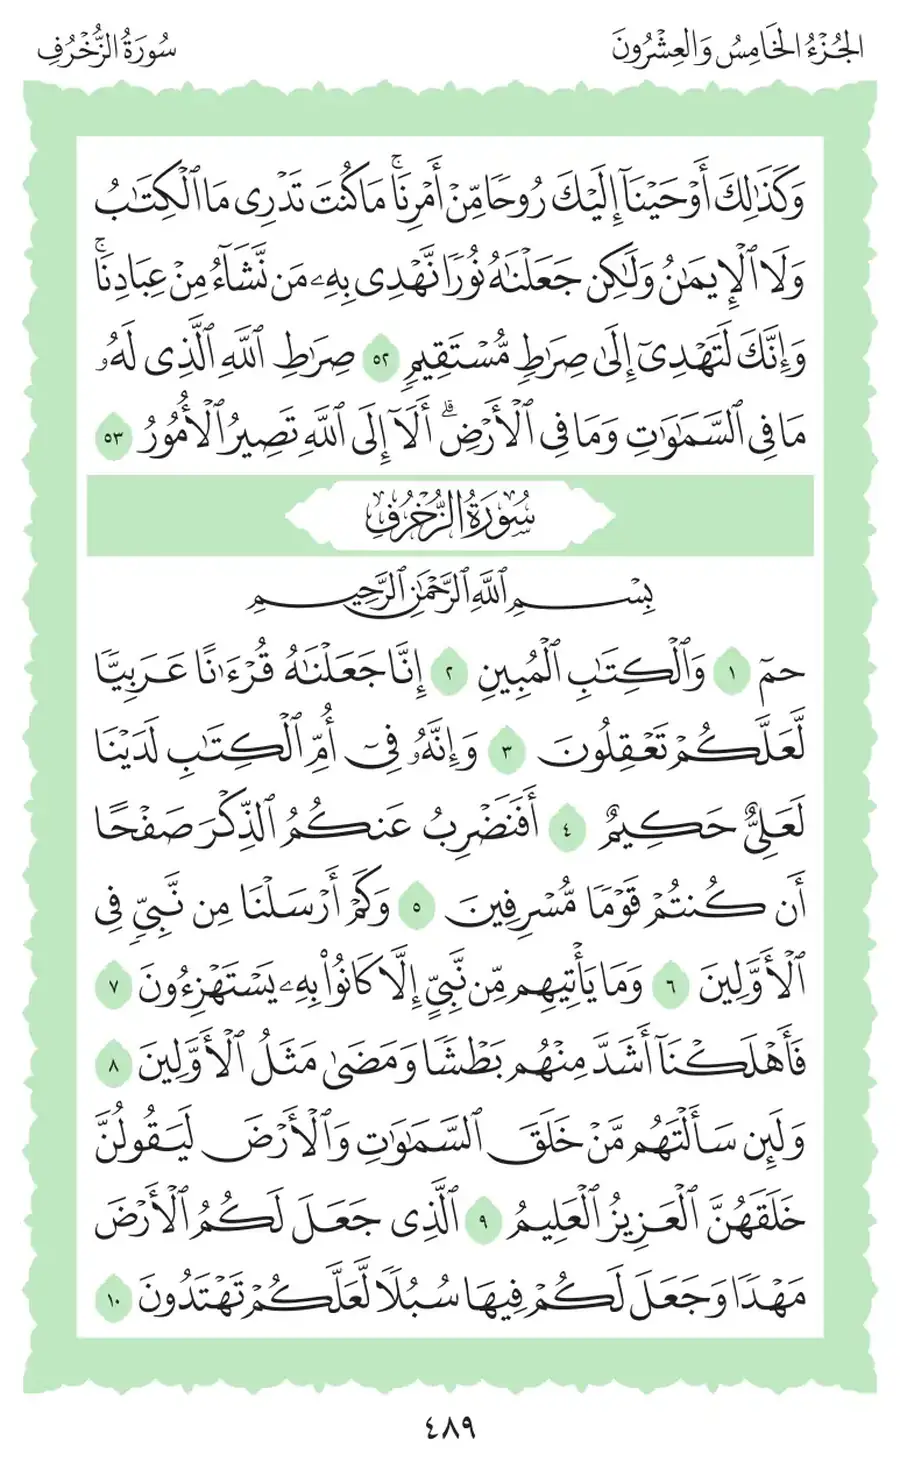 الجُزْءُ الخَامِسُ وَالعِشْرُونَ
سُورَةُ الزُّخْرُفِ
وَكَذَٰلِكَ أَوْحَيْنَآ إِلَيْكَ رُوحًا مِّنْ أَمْرِنَا ۚ مَا كُنتَ تَدْرِى مَا ٱلْكِتَٰبُ
وَلَا ٱلْإِيمَٰنُ وَلَٰكِن جَعَلْنَٰهُ نُورًا نَّهْدِى بِهِۦ مَن نَّشَآءُ مِنْ عِبَادِنَا ۚ
وَإِنَّكَ لَتَهْدِىٓ إِلَىٰ صِرَٰطٍ مُّسْتَقِيمٍ ٥٢ صِرَٰطِ ٱللَّهِ ٱلَّذِى لَهُۥ
مَا فِى ٱلسَّمَٰوَٰتِ وَمَا فِى ٱلْأَرْضِ ۗ أَلَآ إِلَى ٱللَّهِ تَصِيرُ ٱلْأُمُورُ ٥٣
سُورَةُ الزُّخْرُفِ
بِسْمِ ٱللَّهِ ٱلرَّحْمَٰنِ ٱلرَّحِيمِ
حمٓ ١ وَٱلْكِتَٰبِ ٱلْمُبِينِ ٢ إِنَّا جَعَلْنَٰهُ قُرْءَٰنًا عَرَبِيًّا
لَّعَلَّكُمْ تَعْقِلُونَ ٣ وَإِنَّهُۥ فِىٓ أُمِّ ٱلْكِتَٰبِ لَدَيْنَا
لَعَلِىٌّ حَكِيمٌ ٤ أَفَنَضْرِبُ عَنكُمُ ٱلذِّكْرَ صَفْحًا
أَن كُنتُمْ قَوْمًا مُّسْرِفِينَ ٥ وَكَمْ أَرْسَلْنَا مِن نَّبِىٍّ فِى
ٱلْأَوَّلِينَ ٦ وَمَا يَأْتِيهِم مِّن نَّبِىٍّ إِلَّا كَانُوا۟ بِهِۦ يَسْتَهْزِءُونَ ٧
فَأَهْلَكْنَآ أَشَدَّ مِنْهُم بَطْشًا وَمَضَىٰ مَثَلُ ٱلْأَوَّلِينَ ٨
وَلَئِن سَأَلْتَهُم مَّنْ خَلَقَ ٱلسَّمَٰوَٰتِ وَٱلْأَرْضَ لَيَقُولُنَّ
خَلَقَهُنَّ ٱلْعَزِيزُ ٱلْعَلِيمُ ٩ ٱلَّذِى جَعَلَ لَكُمُ ٱلْأَرْضَ
مَهْدًا وَجَعَلَ لَكُمْ فِيهَا سُبُلًا لَّعَلَّكُمْ تَهْتَدُونَ ١٠
٤٨٩